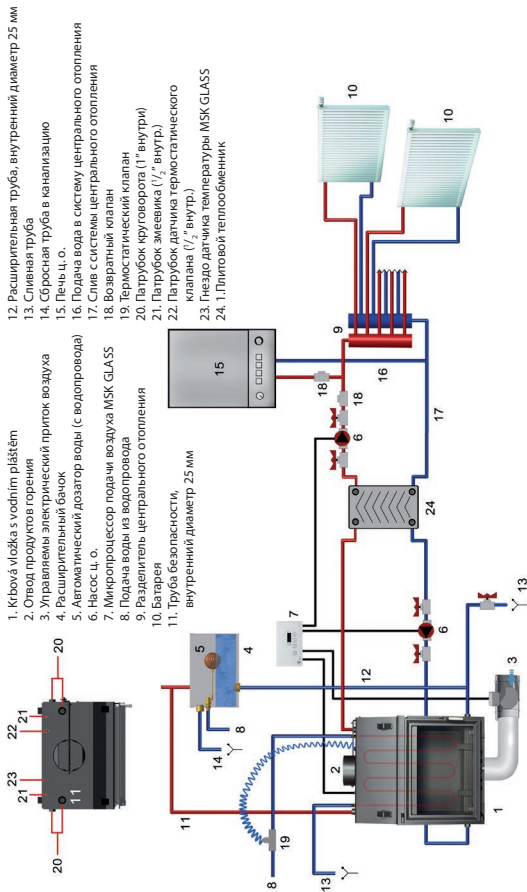 1. Krbová vložka s vodním pláštěm
2. Отвод продуктов горения
3. Управляемы электрический приток воздуха
4. Расширительный бачок
5. Автоматический дозатор воды (с водопровода)
6. Насос ц. о.
7. Микропроцессор подачи воздуха MSK GLASS
8. Подача воды из водопровода
9. Разделитель центрального отопления
10. Батарея
11. Труба безопасности,
внутренний диаметр 25 мм
12. Расширительная труба, внутренний диаметр 25 мм
13. Сливная труба
14. Сбросная труба в канализацию
15. Печь ц. о.
16. Подача вода в систему центрального отопления
17. Слив с системы центрального отопления
18. Возвратный клапан
19. Термостатический клапан
20. Патрубок круговорота (1" внутри)
21. Патрубок змеевика (1/2" внутр.)
22. Патрубок датчика термостатического
клапана (1/2" внутр.)
23. Гнездо датчика температуры MSK GLASS
24. 1.Плитовой теплообменник
20
21
23
22
21
20
11
11
14
8
5
4
12
7
15
18
16
9
10
10
8
19
13
2
1
3
6
13
24
6
18
17